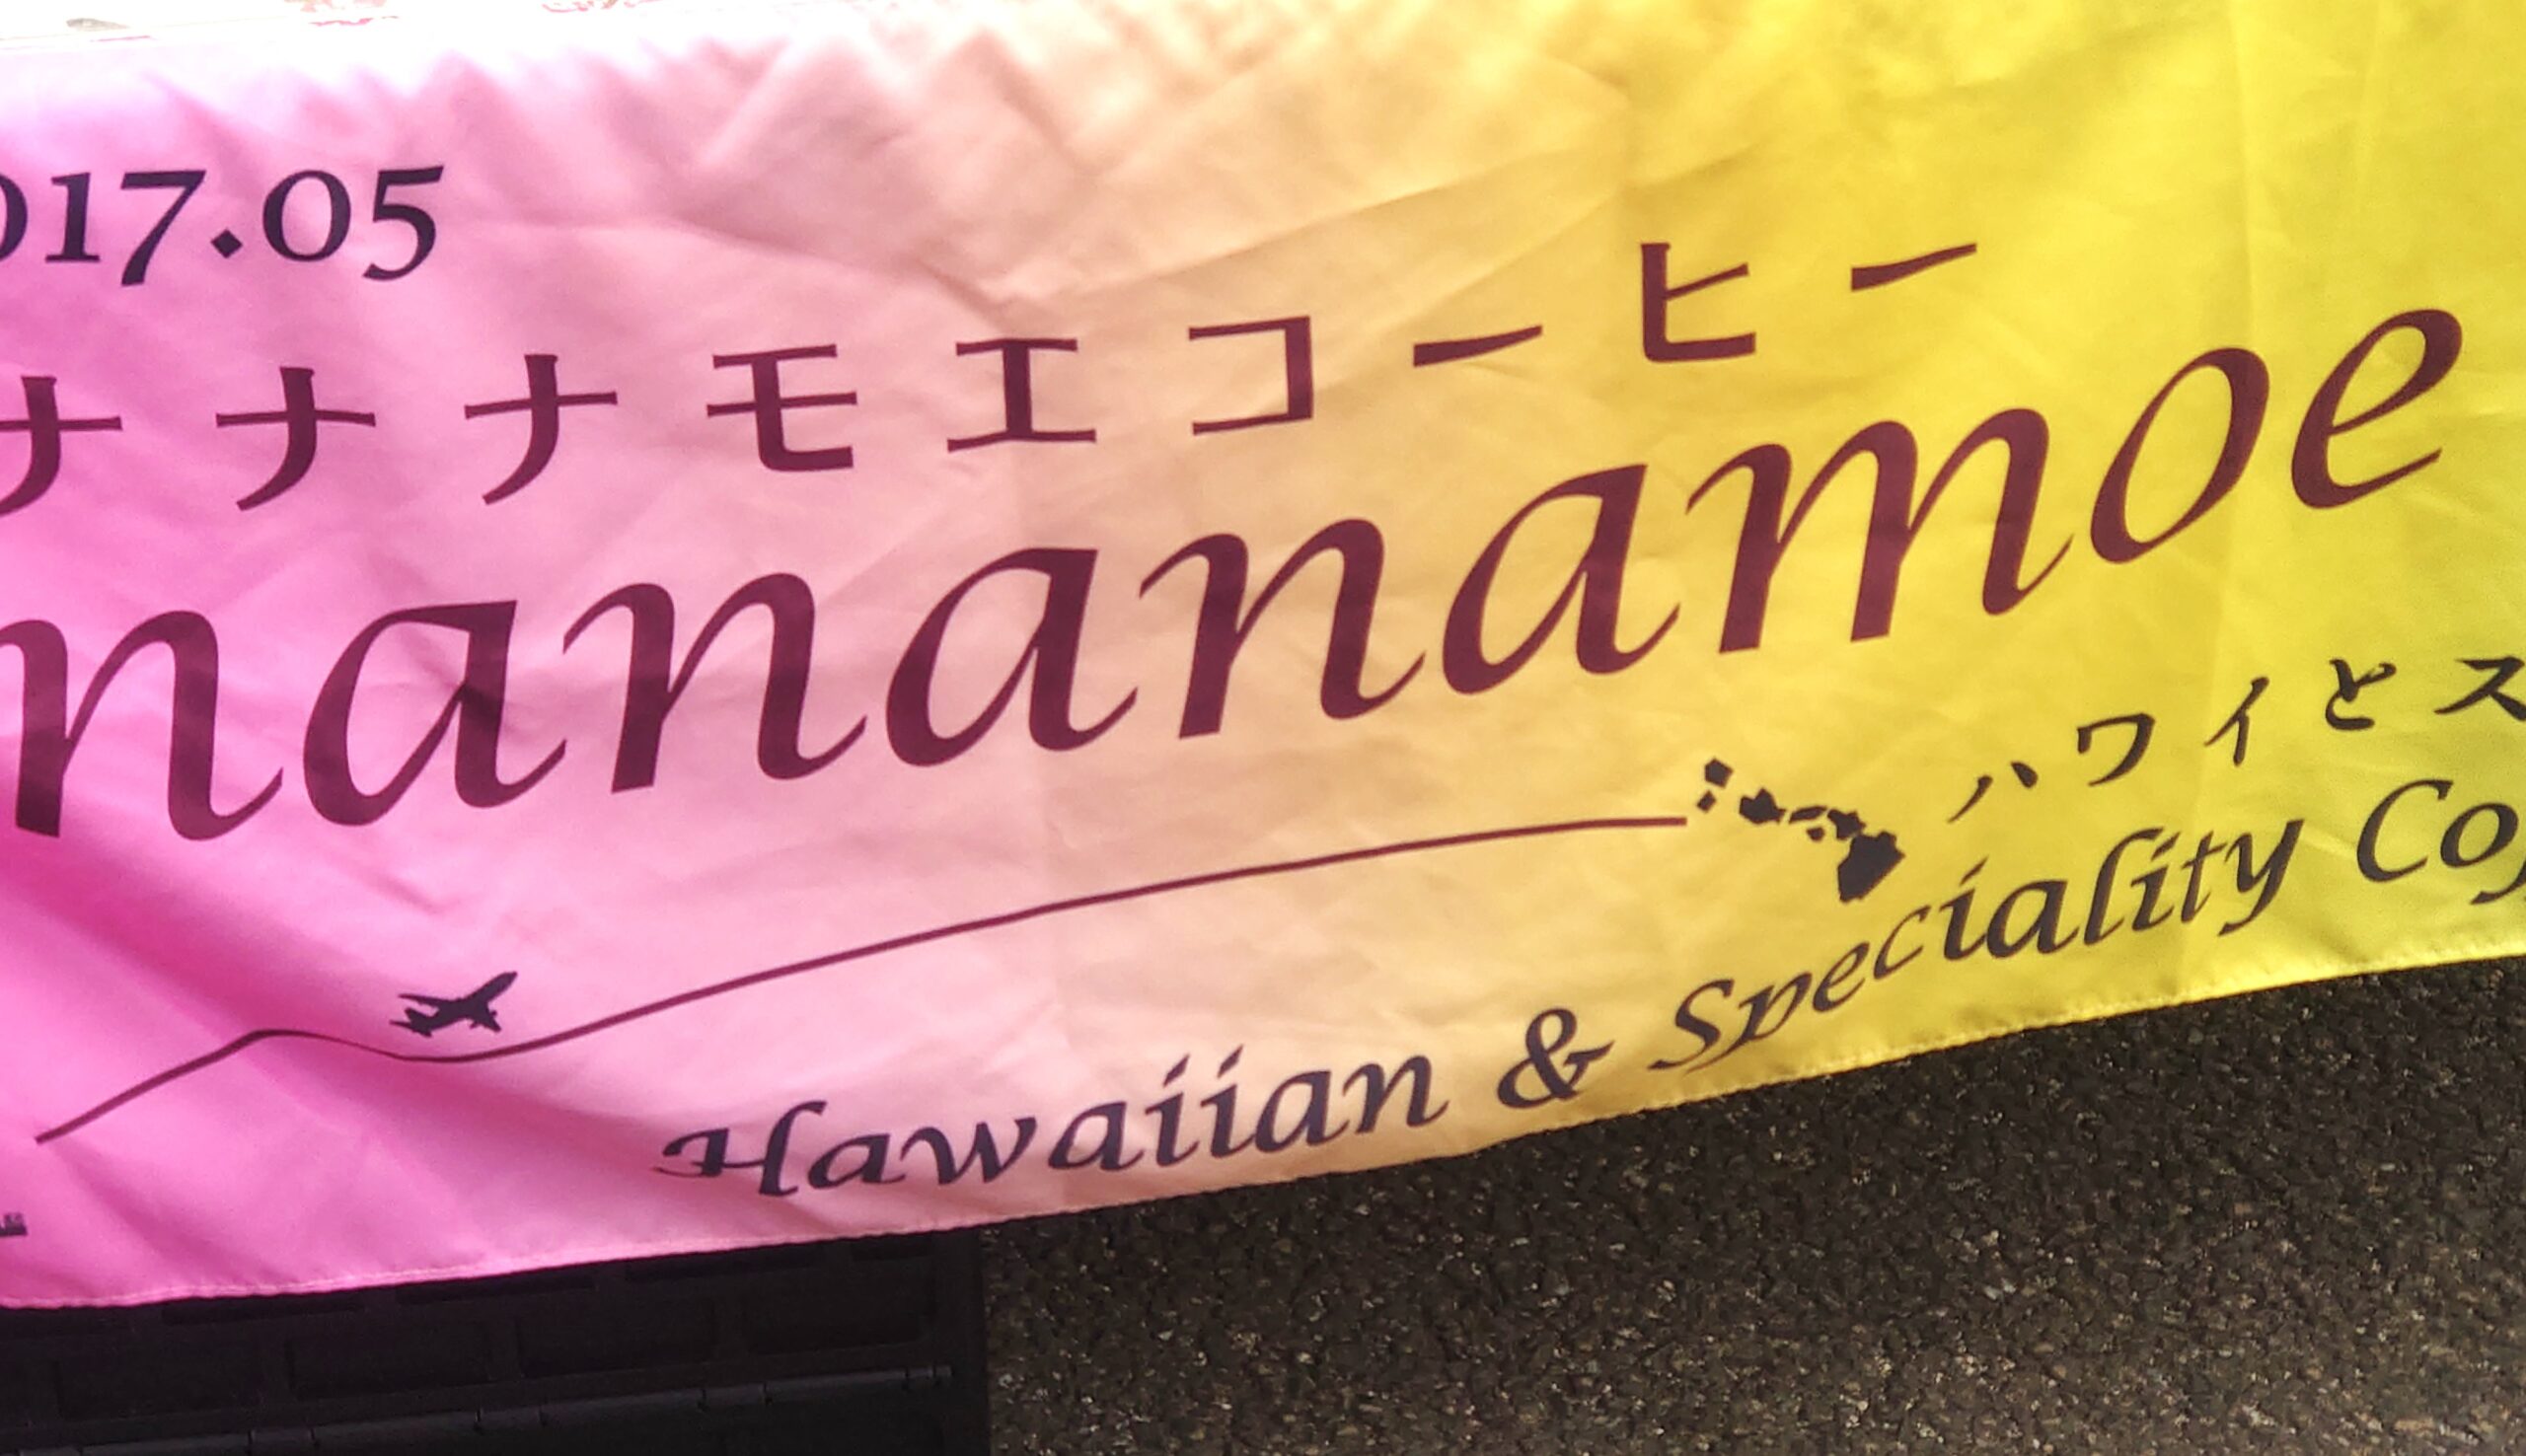 017.05
ナナナモエコーヒー
nananamoe
ハワイとス
Hawaiian & Speciality Co